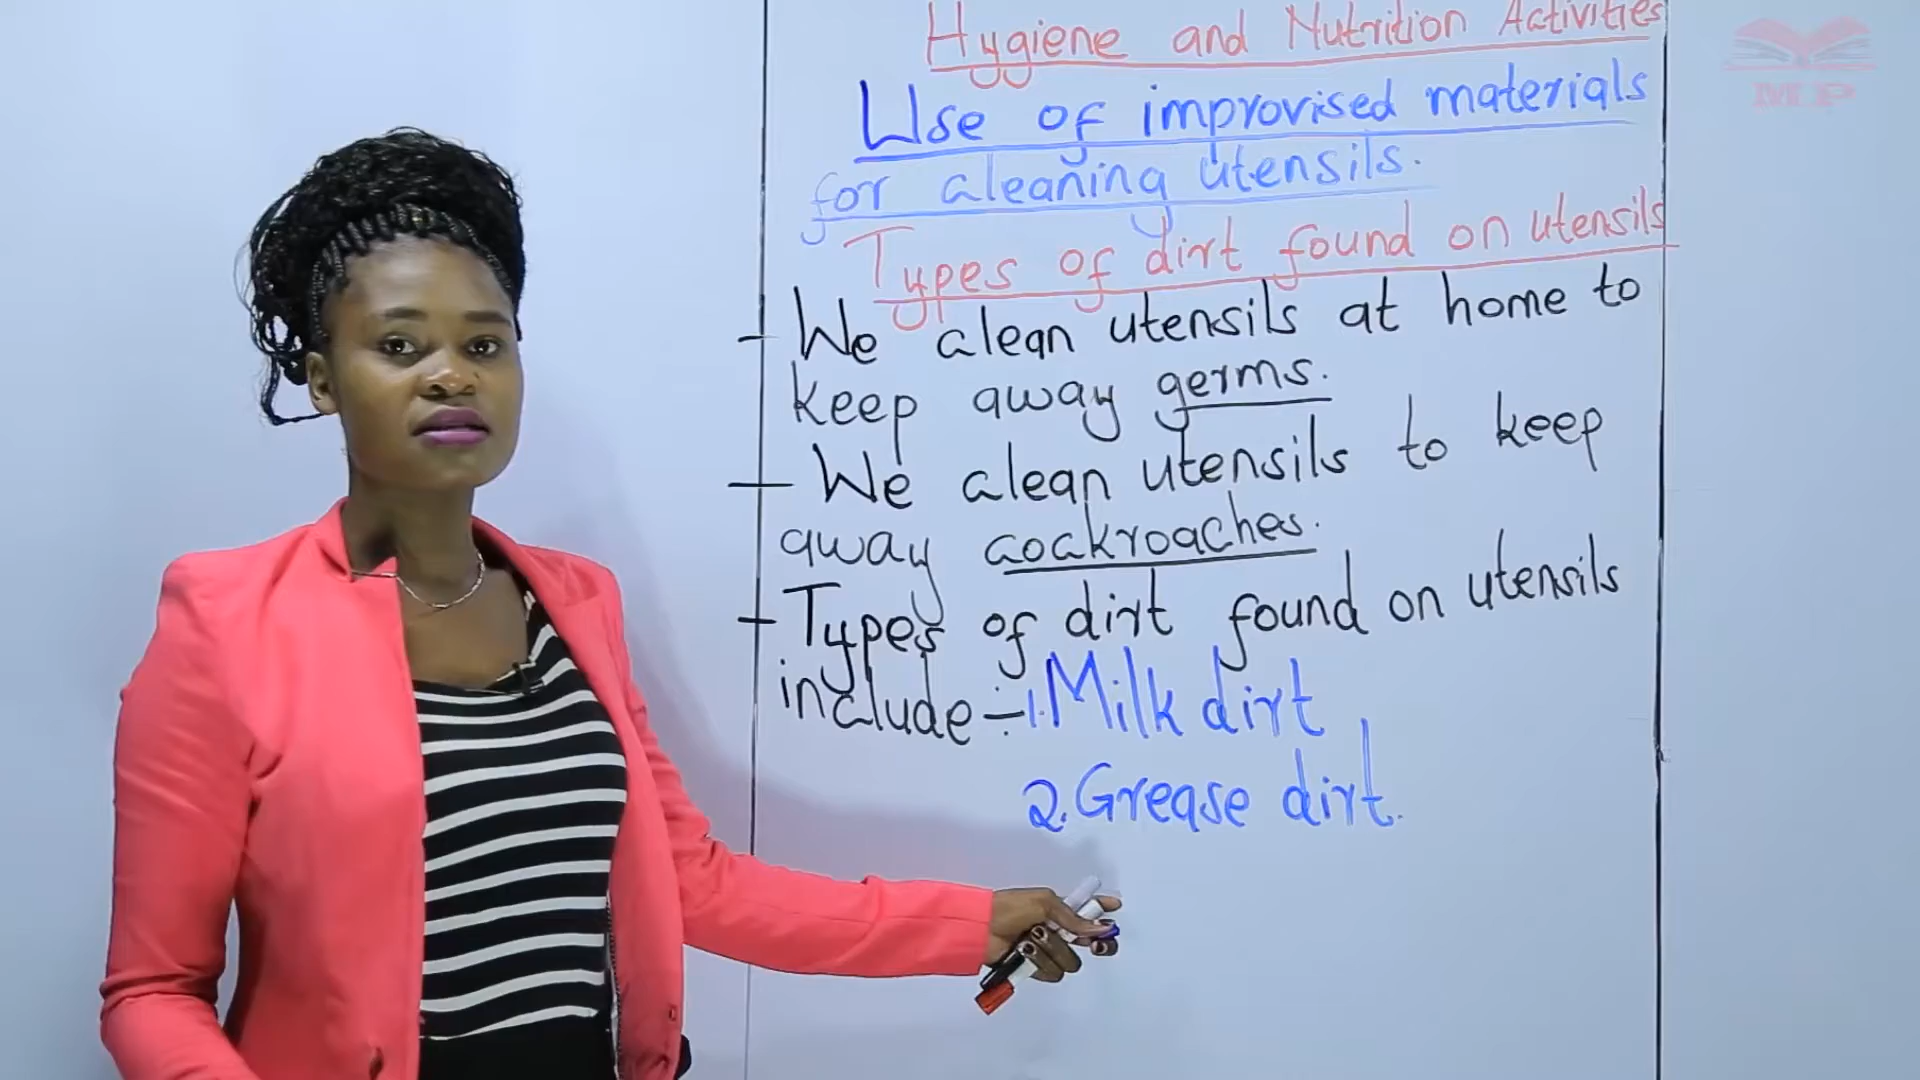 Hygiene and Nutrition Activities
Use of improvised materials
for cleaning utensils.
Types of dirt found on utensils
- We clean utensils at home to
keep away germs.
- We clean utensils to keep
away cockroaches.
- Types of dirt found on utensils
include:- 1. Milk dirt
2. Grease dirt.
MP